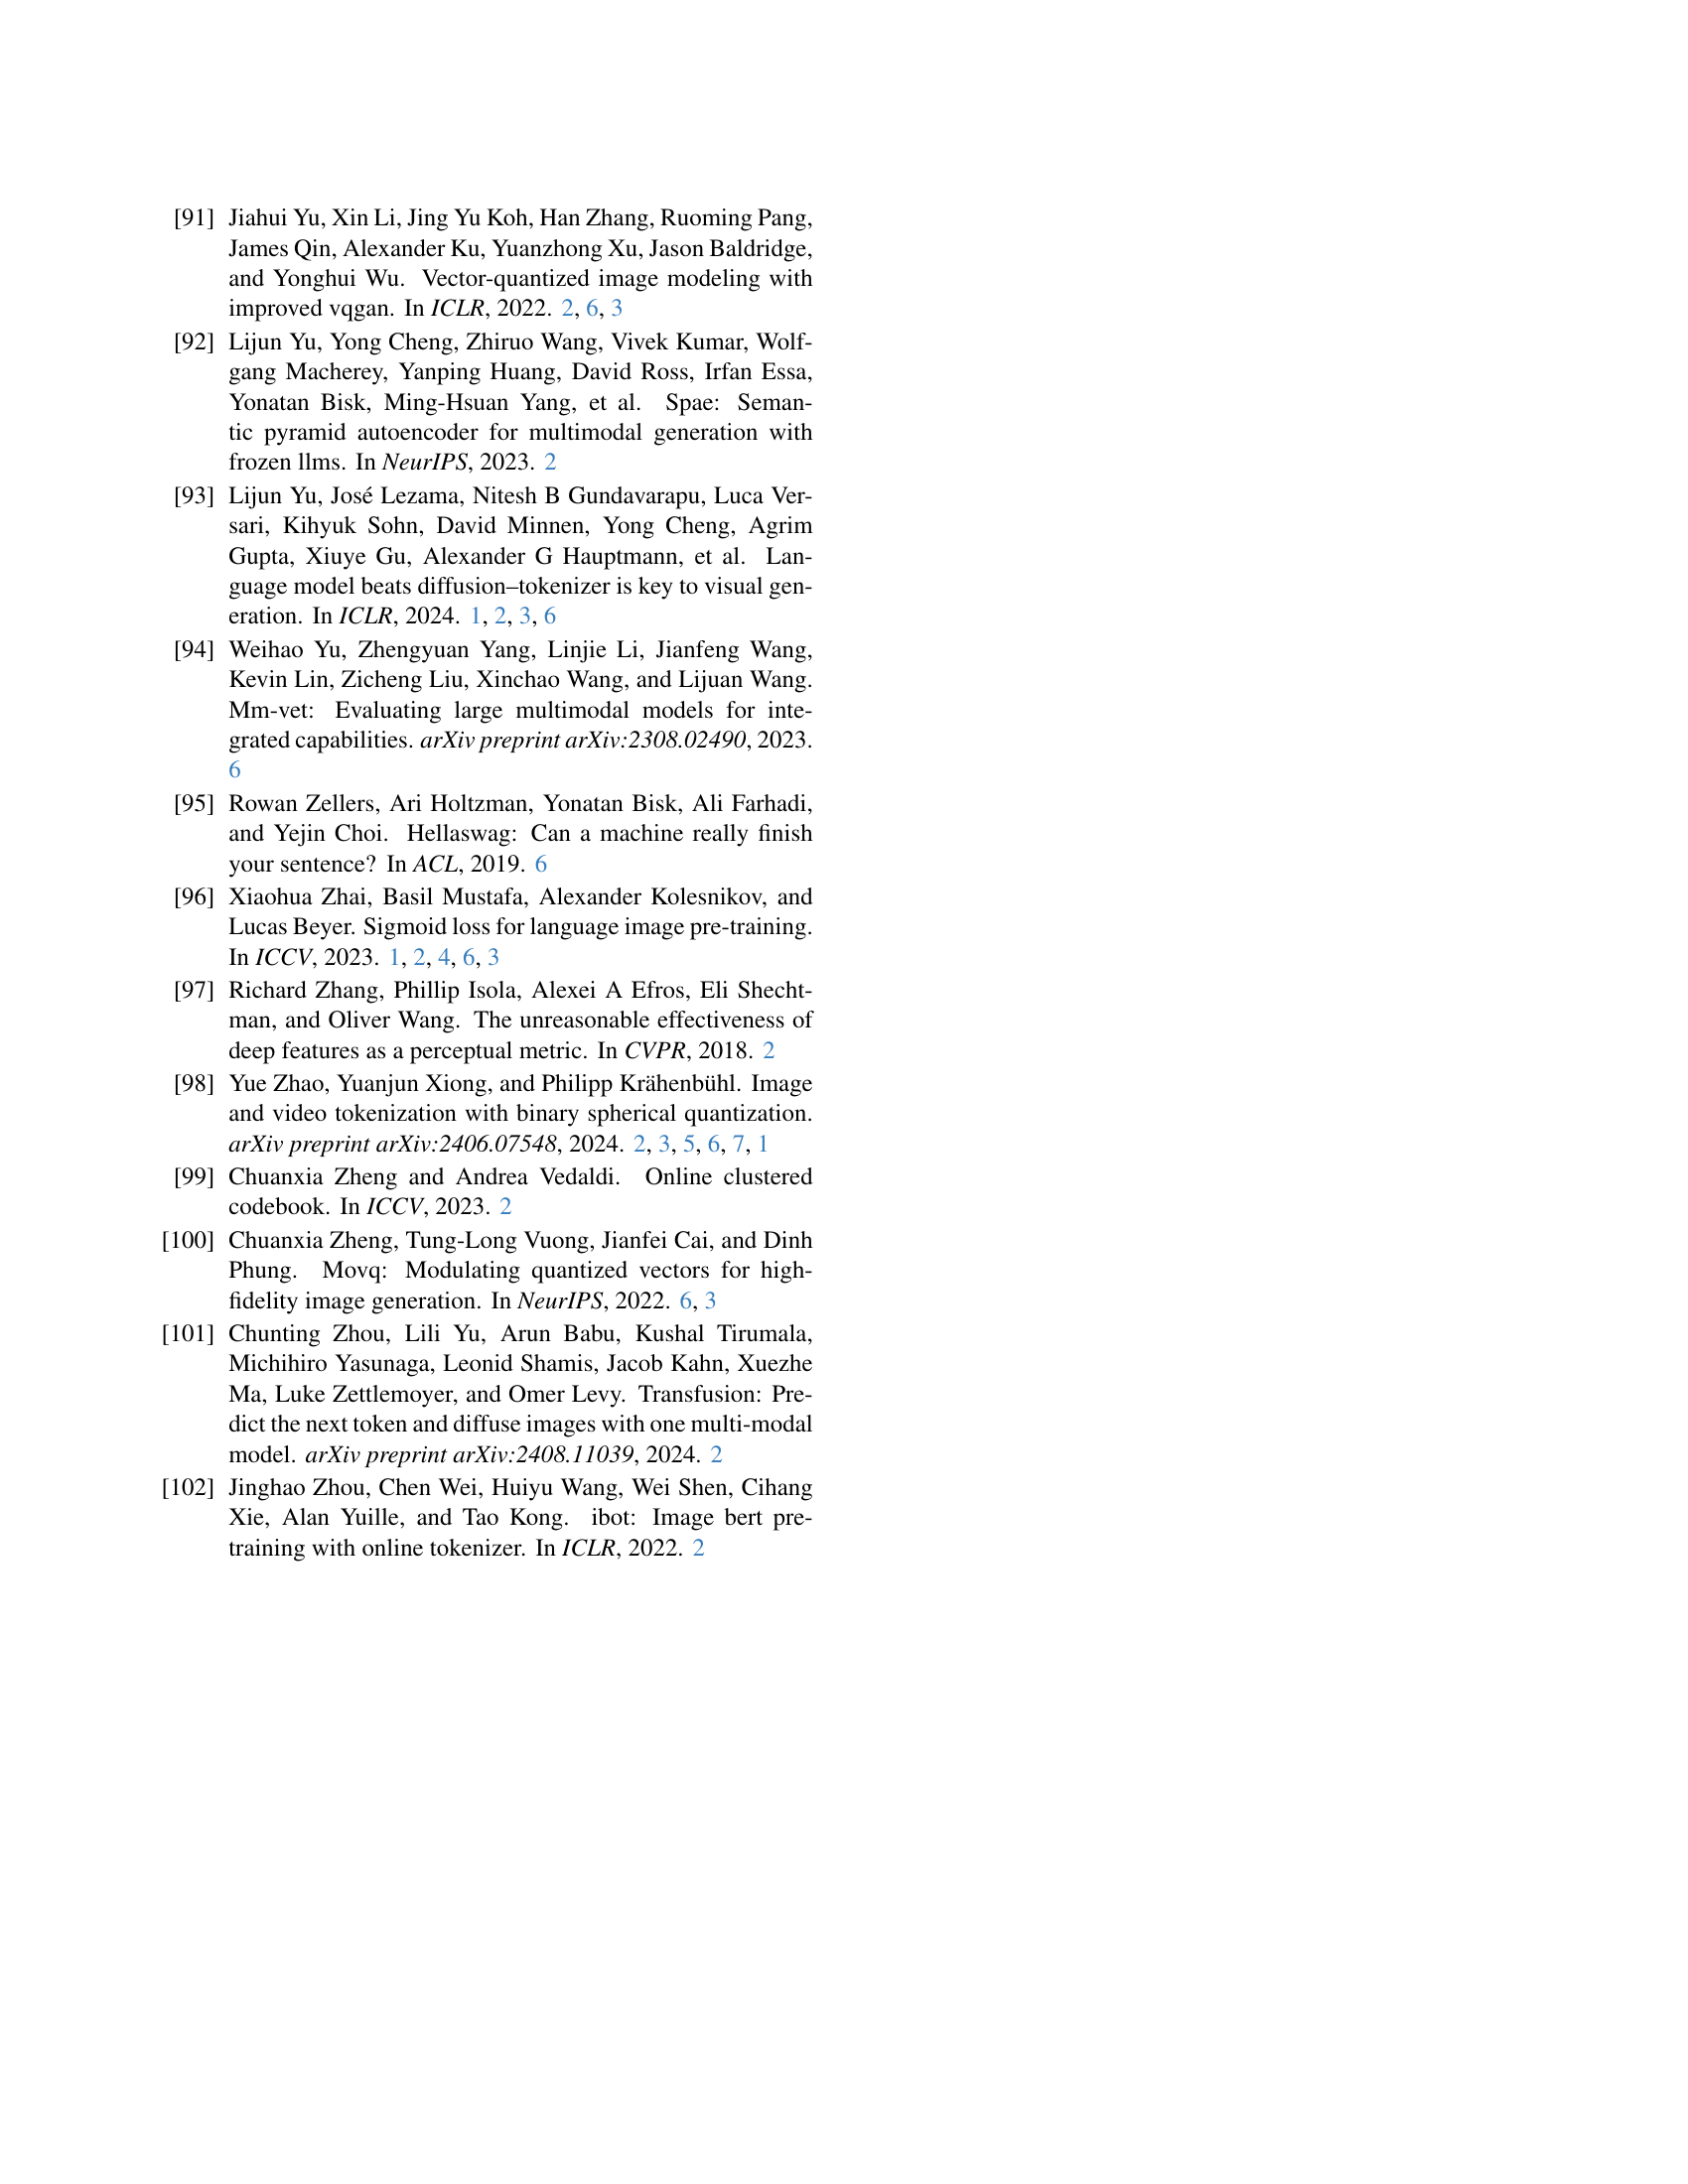 [91] Jiahui Yu, Xin Li, Jing Yu Koh, Han Zhang, Ruoming Pang,
James Qin, Alexander Ku, Yuanzhong Xu, Jason Baldridge,
and Yonghui Wu. Vector-quantized image modeling with
improved vqgan. In ICLR, 2022. 2, 6, 3
[92] Lijun Yu, Yong Cheng, Zhiruo Wang, Vivek Kumar, Wolf-
gang Macherey, Yanping Huang, David Ross, Irfan Essa,
Yonatan Bisk, Ming-Hsuan Yang, et al. Spae: Seman-
tic pyramid autoencoder for multimodal generation with
frozen llms. In NeurIPS, 2023. 2
[93] Lijun Yu, José Lezama, Nitesh B Gundavarapu, Luca Ver-
sari, Kihyuk Sohn, David Minnen, Yong Cheng, Agrim
Gupta, Xiuye Gu, Alexander G Hauptmann, et al. Lan-
guage model beats diffusion–tokenizer is key to visual gen-
eration. In ICLR, 2024. 1, 2, 3, 6
[94] Weihao Yu, Zhengyuan Yang, Linjie Li, Jianfeng Wang,
Kevin Lin, Zicheng Liu, Xinchao Wang, and Lijuan Wang.
Mm-vet: Evaluating large multimodal models for inte-
grated capabilities. arXiv preprint arXiv:2308.02490, 2023.
6
[95] Rowan Zellers, Ari Holtzman, Yonatan Bisk, Ali Farhadi,
and Yejin Choi. Hellaswag: Can a machine really finish
your sentence? In ACL, 2019. 6
[96] Xiaohua Zhai, Basil Mustafa, Alexander Kolesnikov, and
Lucas Beyer. Sigmoid loss for language image pre-training.
In ICCV, 2023. 1, 2, 4, 6, 3
[97] Richard Zhang, Phillip Isola, Alexei A Efros, Eli Shecht-
man, and Oliver Wang. The unreasonable effectiveness of
deep features as a perceptual metric. In CVPR, 2018. 2
[98] Yue Zhao, Yuanjun Xiong, and Philipp Krähenbühl. Image
and video tokenization with binary spherical quantization.
arXiv preprint arXiv:2406.07548, 2024. 2, 3, 5, 6, 7, 1
[99] Chuanxia Zheng and Andrea Vedaldi. Online clustered
codebook. In ICCV, 2023. 2
[100] Chuanxia Zheng, Tung-Long Vuong, Jianfei Cai, and Dinh
Phung. Movq: Modulating quantized vectors for high-
fidelity image generation. In NeurIPS, 2022. 6, 3
[101] Chunting Zhou, Lili Yu, Arun Babu, Kushal Tirumala,
Michihiro Yasunaga, Leonid Shamis, Jacob Kahn, Xuezhe
Ma, Luke Zettlemoyer, and Omer Levy. Transfusion: Pre-
dict the next token and diffuse images with one multi-modal
model. arXiv preprint arXiv:2408.11039, 2024. 2
[102] Jinghao Zhou, Chen Wei, Huiyu Wang, Wei Shen, Cihang
Xie, Alan Yuille, and Tao Kong. ibot: Image bert pre-
training with online tokenizer. In ICLR, 2022. 2